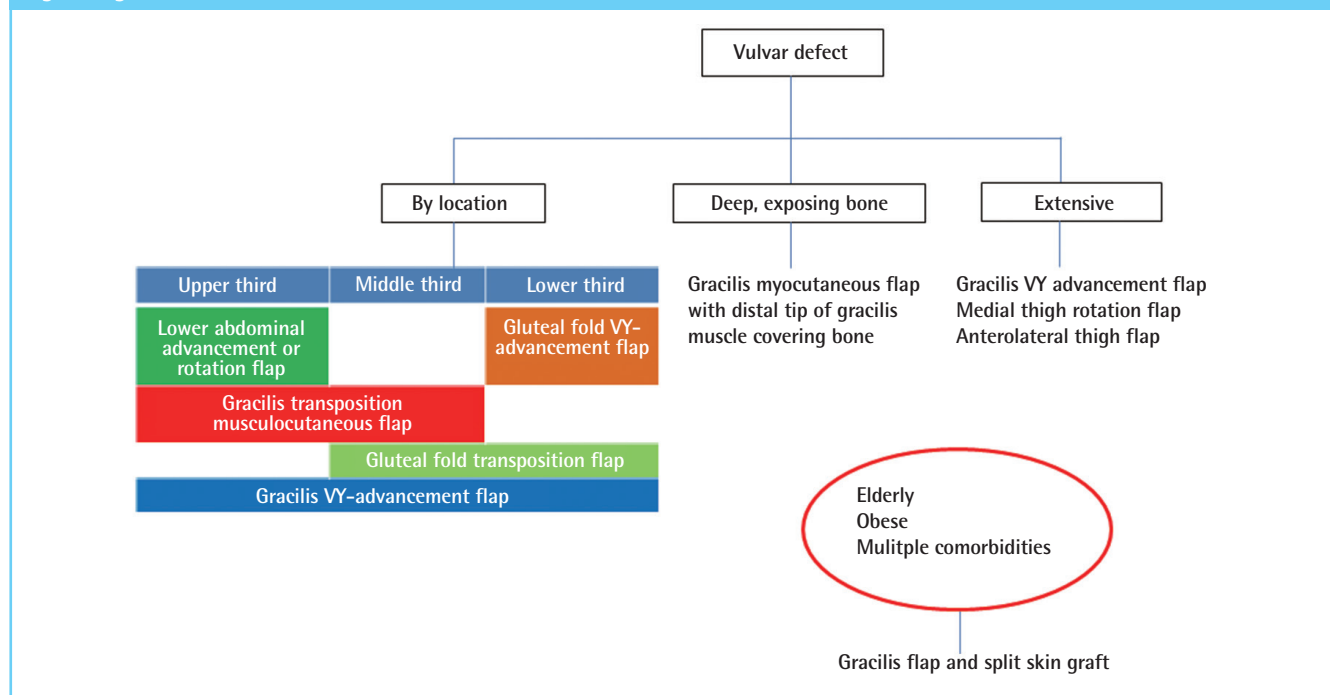 Vulvar defect
By location
Deep, exposing bone
Extensive
Upper third
Middle third
Lower third
Lower abdominal
advancement or
rotation flap
Gluteal fold VY-
advancement flap
Gracilis transposition
musculocutaneous flap
Gluteal fold transposition flap
Gracilis VY-advancement flap
Gracilis myocutaneous flap
with distal tip of gracilis
muscle covering bone
Gracilis VY advancement flap
Medial thigh rotation flap
Anterolateral thigh flap
Elderly
Obese
Mulitple comorbidities
Gracilis flap and split skin graft